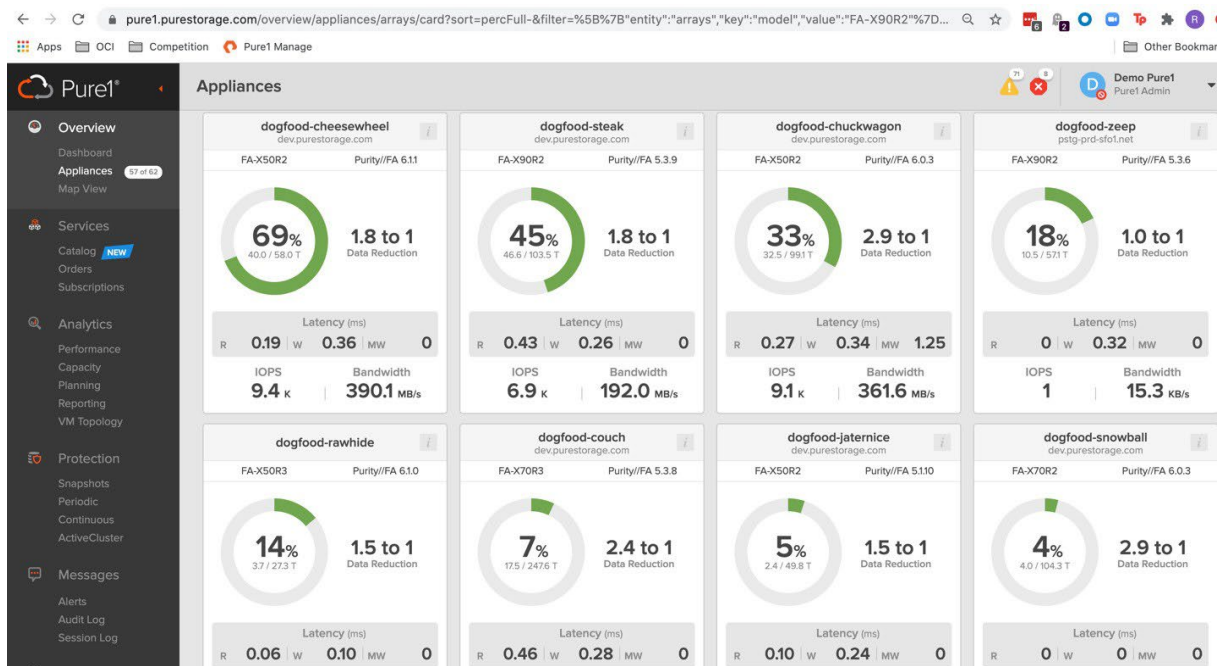 pure1.purestorage.com/overview/appliances/arrays/card?sort=percFull-&filter=%5B%7B"entity":"arrays","key":"model","value":"FA-X90R2"%7D...
6
2
Tp
R
Apps OCI Competition Pure1 Manage Other Bookmar
Pure1®
Appliances
71
8
D
Demo Pure1
Pure1 Admin
Overview
Dashboard
Appliances 57 of 62
Map View
Services
Catalog NEW
Orders
Subscriptions
Analytics
Performance
Capacity
Planning
Reporting
VM Topology
Protection
Snapshots
Periodic
Continuous
ActiveCluster
Messages
Alerts
Audit Log
Session Log
dogfood-cheesewheel
dev.purestorage.com
i
FA-X50R2 Purity//FA 6.1.1
69%
40.0 / 58.0 T
1.8 to 1
Data Reduction
Latency (ms)
R 0.19 W 0.36 MW 0
IOPS Bandwidth
9.4 K 390.1 MB/s
dogfood-steak
dev.purestorage.com
i
FA-X90R2 Purity//FA 5.3.9
45%
46.6 / 103.5 T
1.8 to 1
Data Reduction
Latency (ms)
R 0.43 W 0.26 MW 0
IOPS Bandwidth
6.9 K 192.0 MB/s
dogfood-chuckwagon
dev.purestorage.com
i
FA-X50R2 Purity//FA 6.0.3
33%
32.5 / 99.1 T
2.9 to 1
Data Reduction
Latency (ms)
R 0.27 W 0.34 MW 1.25
IOPS Bandwidth
9.1 K 361.6 MB/s
dogfood-zeep
pstg-prd-sfo1.net
i
FA-X90R2 Purity//FA 5.3.6
18%
10.5 / 57.1 T
1.0 to 1
Data Reduction
Latency (ms)
R 0 W 0.32 MW 0
IOPS Bandwidth
1 15.3 KB/s
dogfood-rawhide
i
FA-X50R3 Purity//FA 6.1.0
14%
3.7 / 27.3 T
1.5 to 1
Data Reduction
Latency (ms)
R 0.06 W 0.10 MW 0
dogfood-couch
dev.purestorage.com
i
FA-X70R3 Purity//FA 5.3.8
7%
17.5 / 247.6 T
2.4 to 1
Data Reduction
Latency (ms)
R 0.46 W 0.28 MW 0
dogfood-jaternice
dev.purestorage.com
i
FA-X50R2 Purity//FA 5.1.10
5%
2.4 / 49.8 T
1.5 to 1
Data Reduction
Latency (ms)
R 0.10 W 0.24 MW 0
dogfood-snowball
dev.purestorage.com
i
FA-X70R2 Purity//FA 6.0.3
4%
4.0 / 104.3 T
2.9 to 1
Data Reduction
Latency (ms)
R 0 W 0 MW 0